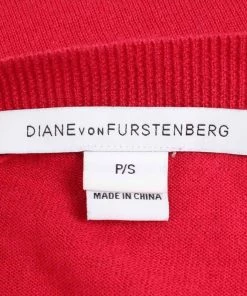 DIANE VON FURSTENBERG
P/S
MADE IN CHINA